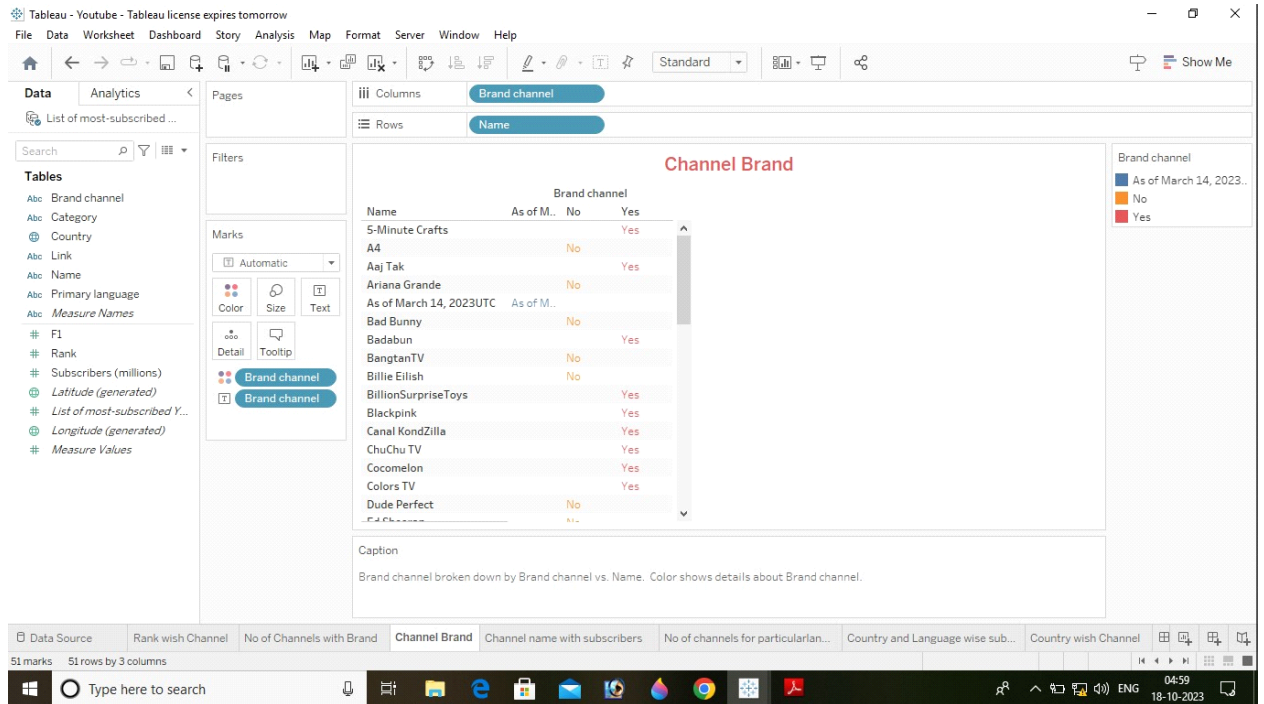 Tableau - Youtube - Tableau license expires tomorrow
File Data Worksheet Dashboard Story Analysis Map Format Server Window Help
Standard
Show Me
Data Analytics
List of most-subscribed ...
Search
Tables
Abc Brand channel
Abc Category
Country
Abc Link
Abc Name
Abc Primary language
Abc Measure Names
# F1
# Rank
# Subscribers (millions)
Latitude (generated)
# List of most-subscribed Y...
Longitude (generated)
# Measure Values
Pages
Filters
Marks
T Automatic
Color Size Text
Detail Tooltip
Brand channel
T Brand channel
iii Columns Brand channel
Rows Name
Channel Brand
Brand channel
Name As of M.. No Yes
5-Minute Crafts Yes
A4 No
Aaj Tak Yes
Ariana Grande No
As of March 14, 2023UTC As of M..
Bad Bunny No
Badabun Yes
BangtanTV No
Billie Eilish No
BillionSurpriseToys Yes
Blackpink Yes
Canal KondZilla Yes
ChuChu TV Yes
Cocomelon Yes
Colors TV Yes
Dude Perfect No
Ed Sheeran No
Caption
Brand channel broken down by Brand channel vs. Name. Color shows details about Brand channel.
Brand channel
As of March 14, 2023..
No
Yes
Data Source Rank wish Channel No of Channels with Brand Channel Brand Channel name with subscribers No of channels for particularlan... Country and Language wise sub... Country wish Channel
51 marks 51 rows by 3 columns
Type here to search
ENG
04:59
18-10-2023